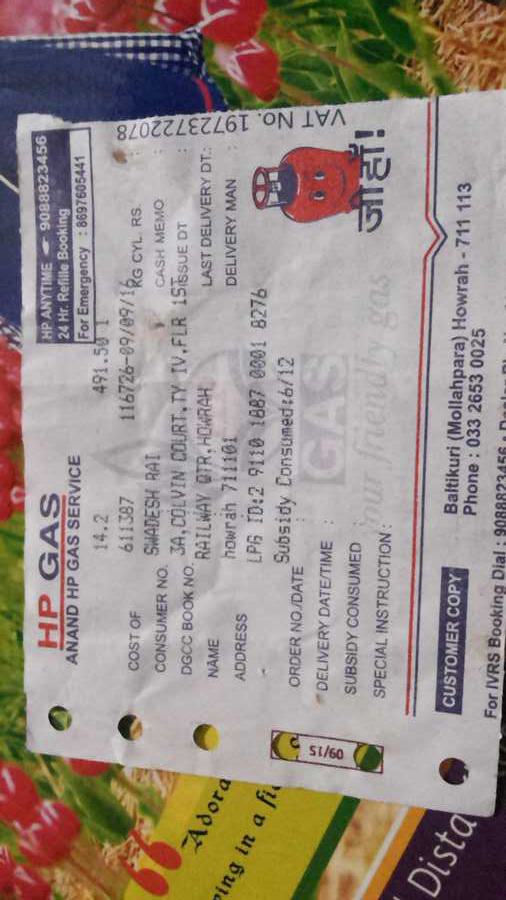 HP GAS
ANAND HP GAS SERVICE
HP ANYTIME 9088823456
24 Hr. Refille Booking
For Emergency : 8697605441
14.2 491.50 1
COST OF KG CYL. RS. :
611387 116726-09/09/16
CONSUMER NO. CASH MEMO :
SWADESH RAI
DGCC BOOK NO. ISSUE DT :
3A,COLVIN COURT,TY IV,FLR 1ST
NAME LAST DELIVERY DT.:
RAILWAY QTR.HOWRAH
ADDRESS DELIVERY MAN :
howrah 711101
LPG ID:2 9110 1887 0001 8276
Subsidy Consumed:6/12
ORDER NO./DATE :
DELIVERY DATE/TIME :
SUBSIDY CONSUMED
SPECIAL INSTRUCTION :
VAT No. 19723722078
GAS
your friendly gas
जी हाँ!
09/15
CUSTOMER COPY
Baltikuri (Mollahpara) Howrah - 711 113
Phone : 033 2653 0025
For IVRS Booking Dial : 9088823456
Adora
ping in a fi
Dista